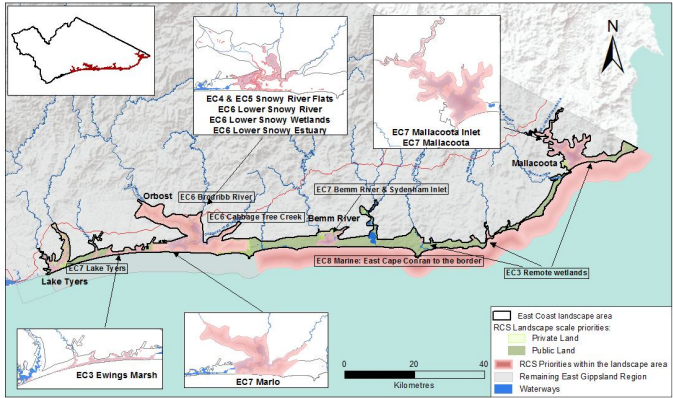 N
EC4 & EC5 Snowy River Flats
EC6 Lower Snowy River
EC6 Lower Snowy Wetlands
EC6 Lower Snowy Estuary
EC7 Mallacoota Inlet
EC7 Mallacoota
Mallacoota
Orbost
EC6 Brodribb River
EC7 Bemm River & Sydenham Inlet
EC6 Cabbage Tree Creek
Bemm River
EC8 Marine: East Cape Conran to the border
EC7 Lake Tyers
EC3 Remote wetlands
Lake Tyers
EC3 Ewings Marsh
EC7 Marlo
0 20 40
Kilometres
East Coast landscape area
RCS Landscape scale priorities:
Private Land
Public Land
RCS Priorities within the landscape area
Remaining East Gippsland Region
Waterways